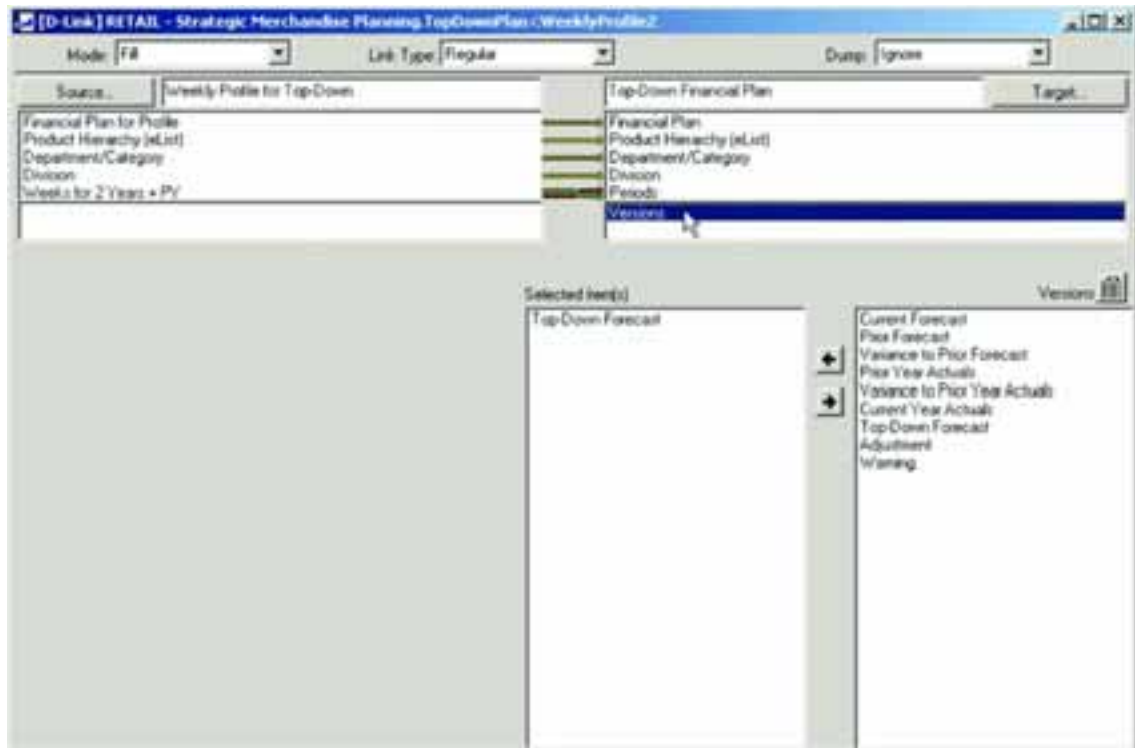 [D-Link] RETAIL - Strategic Merchandise Planning.TopDownPlan <WeeklyProfile2
Mode: Fill Link Type: Regular Dump: Ignore
Source... Weekly Profile for Top-Down Top-Down Financial Plan Target...
Financial Plan for Profile Financial Plan
Product Hierarchy (eList) Product Hierarchy (eList)
Department/Category Department/Category
Division Division
Weeks for 2 Years + PY Periods
Versions
Selected item(s) Versions
Top-Down Forecast Current Forecast
Prior Forecast
Variance to Prior Forecast
Prior Year Actuals
Variance to Prior Year Actuals
Current Year Actuals
Top-Down Forecast
Adjustment
Warning